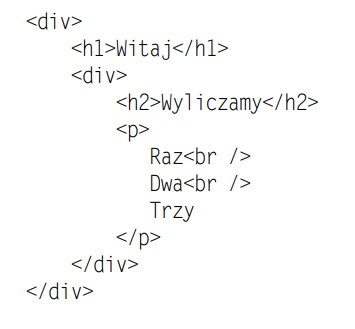 <div>
    <h1>Witaj</h1>
    <div>
        <h2>Wyliczamy</h2>
        <p>
           Raz<br />
           Dwa<br />
           Trzy
        </p>
    </div>
</div>